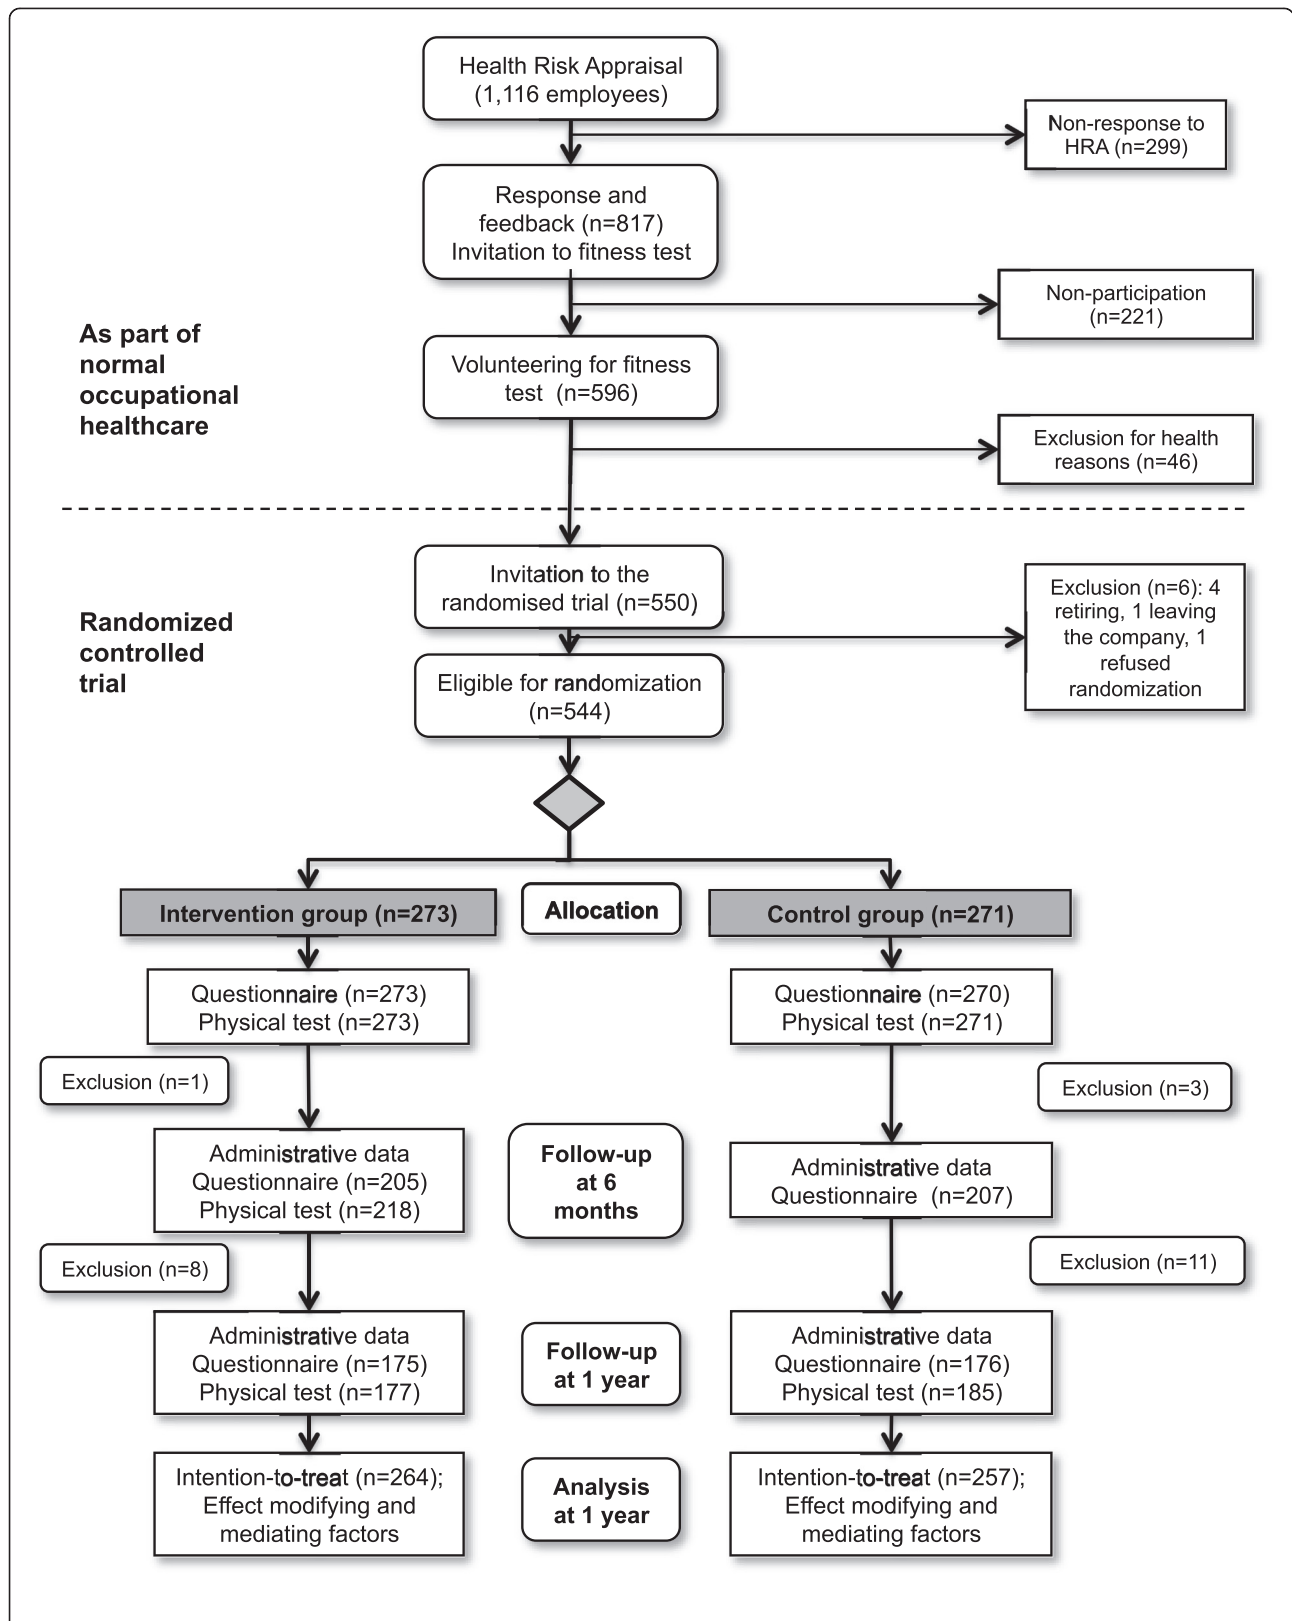 Health Risk Appraisal
(1,116 employees)
Non-response to
HRA (n=299)
Response and
feedback (n=817)
Invitation to fitness test
Non-participation
(n=221)
As part of
normal
occupational
healthcare
Volunteering for fitness
test (n=596)
Exclusion for health
reasons (n=46)
Invitation to the
randomised trial (n=550)
Exclusion (n=6): 4
retiring, 1 leaving
the company, 1
refused
randomization
Randomized
controlled
trial
Eligible for randomization
(n=544)
Intervention group (n=273)
Allocation
Control group (n=271)
Questionnaire (n=273)
Physical test (n=273)
Questionnaire (n=270)
Physical test (n=271)
Exclusion (n=1)
Exclusion (n=3)
Administrative data
Questionnaire (n=205)
Physical test (n=218)
Follow-up
at 6
months
Administrative data
Questionnaire (n=207)
Exclusion (n=8)
Exclusion (n=11)
Administrative data
Questionnaire (n=175)
Physical test (n=177)
Follow-up
at 1 year
Administrative data
Questionnaire (n=176)
Physical test (n=185)
Intention-to-treat (n=264);
Effect modifying and
mediating factors
Analysis
at 1 year
Intention-to-treat (n=257);
Effect modifying and
mediating factors